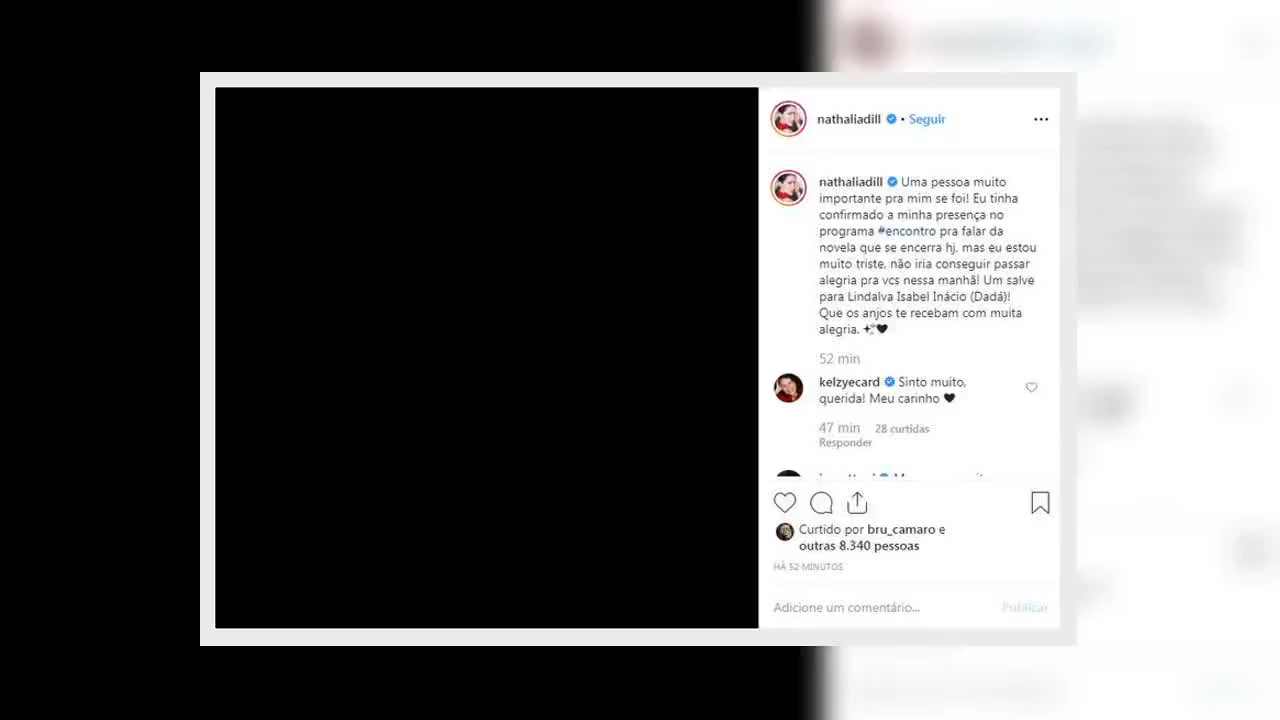 nathaliadill • Seguir
nathaliadill Uma pessoa muito
importante pra mim se foi! Eu tinha
confirmado a minha presença no
programa #encontro pra falar da
novela que se encerra hj, mas eu estou
muito triste, não iria conseguir passar
alegria pra vcs nessa manhã! Um salve
para Lindalva Isabel Inácio (Dadá)!
Que os anjos te recebam com muita
alegria. ✨🖤
52 min
kelzyecard Sinto muito,
querida! Meu carinho 🖤
47 min 28 curtidas
Responder
Curtido por bru_camaro e
outras 8.340 pessoas
HÁ 52 MINUTOS
Adicione um comentário... Publicar